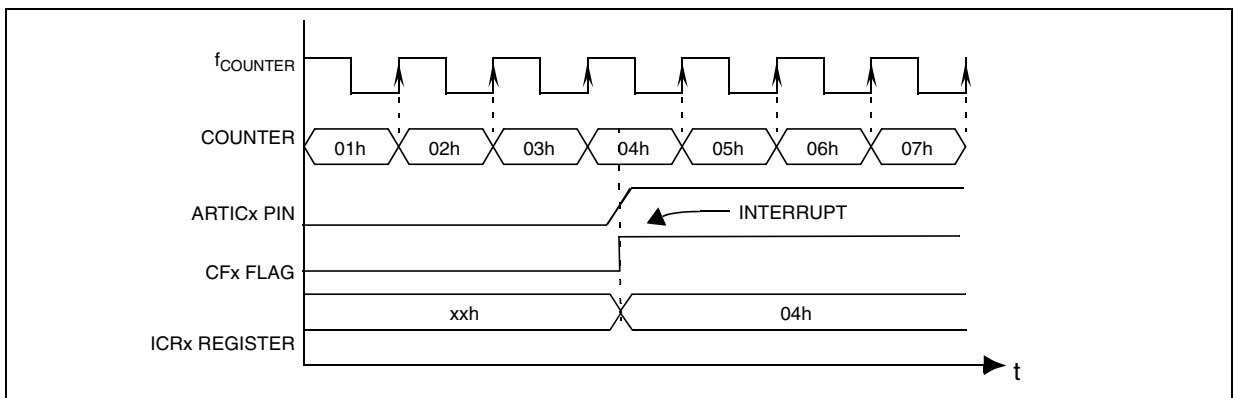 fCOUNTER
COUNTER
01h 02h 03h 04h 05h 06h 07h
ARTICx PIN
INTERRUPT
CFx FLAG
xxh 04h
ICRx REGISTER
t